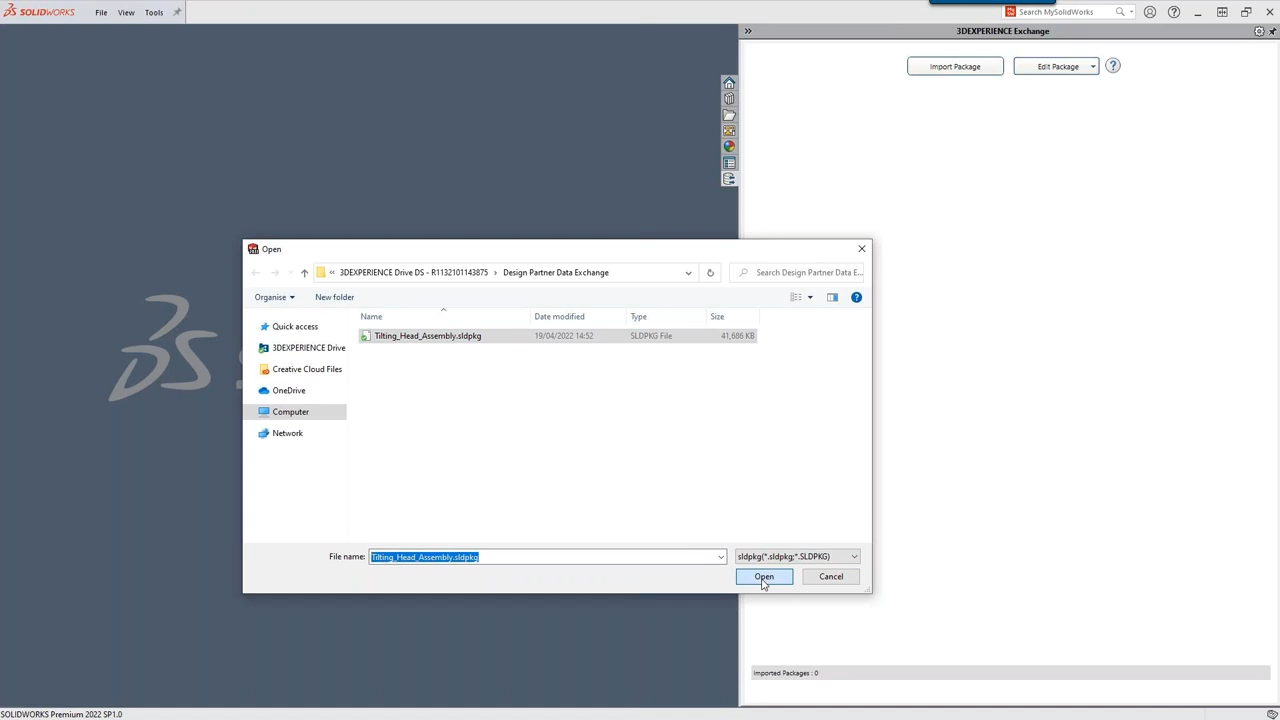 SOLIDWORKS File View Tools
Search MySolidWorks
3DEXPERIENCE Exchange
Import Package Edit Package
Open
« 3DEXPERIENCE Drive DS - R1132101143875 › Design Partner Data Exchange
Search Design Partner Data E...
Organise New folder
Name Date modified Type Size
Quick access
3DEXPERIENCE Drive
Creative Cloud Files
OneDrive
Computer
Network
Tilting_Head_Assembly.sldpkg 19/04/2022 14:52 SLDPKG File 41,686 KB
File name: Tilting_Head_Assembly.sldpkg sldpkg(*.sldpkg;*.SLDPKG)
Open Cancel
Imported Packages : 0
SOLIDWORKS Premium 2022 SP1.0